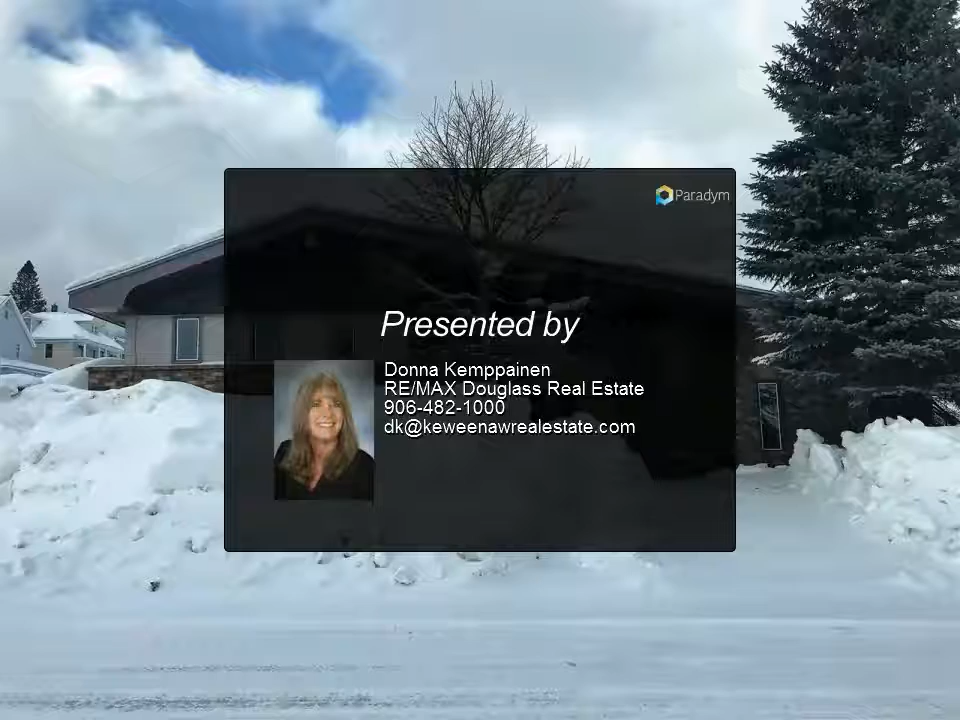 Paradym
Presented by
Donna Kemppainen
RE/MAX Douglass Real Estate
906-482-1000
dk@keweenawrealestate.com